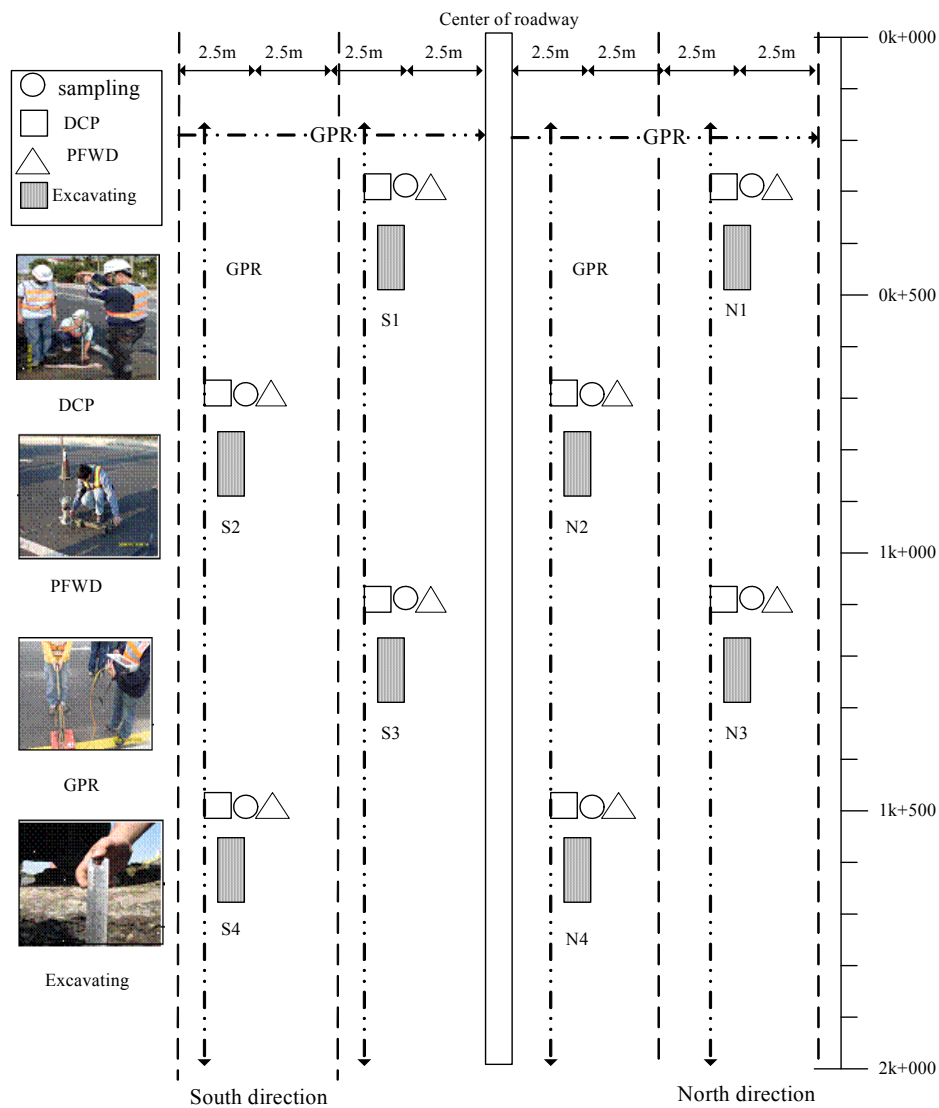 Center of roadway
2.5m 2.5m 2.5m 2.5m 2.5m 2.5m 2.5m 2.5m
0k+000
sampling
DCP
PFWD
Excavating
GPR GPR
GPR GPR
0k+500
S1 N1
DCP
S2 N2
1k+000
PFWD
S3 N3
GPR
1k+500
S4 N4
Excavating
2k+000
South direction North direction